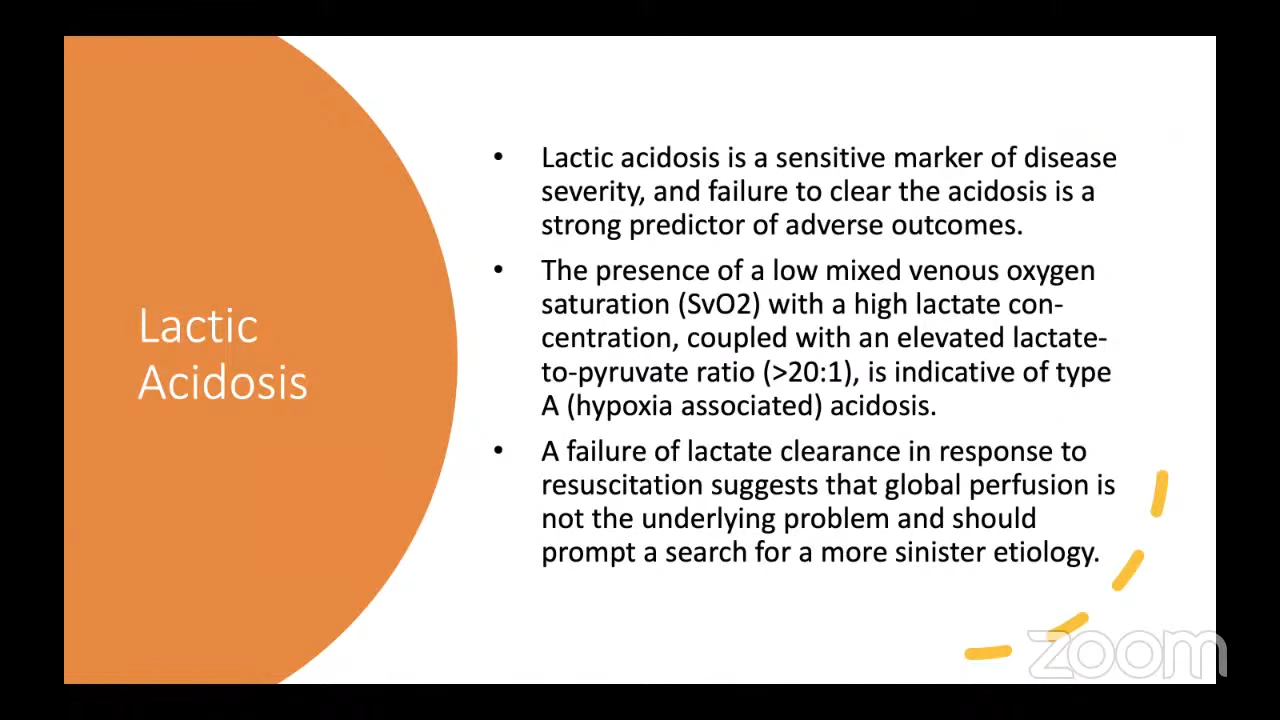 Lactic
Acidosis
• Lactic acidosis is a sensitive marker of disease
severity, and failure to clear the acidosis is a
strong predictor of adverse outcomes.
• The presence of a low mixed venous oxygen
saturation (SvO2) with a high lactate con-
centration, coupled with an elevated lactate-
to-pyruvate ratio (>20:1), is indicative of type
A (hypoxia associated) acidosis.
• A failure of lactate clearance in response to
resuscitation suggests that global perfusion is
not the underlying problem and should
prompt a search for a more sinister etiology.
zoom